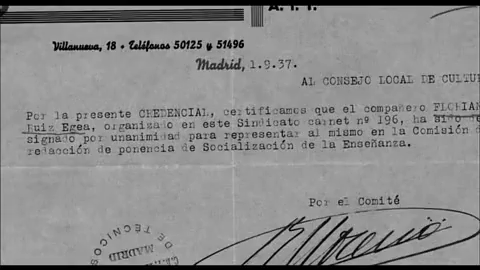 A. I. T.
Villanueva, 18 • Teléfonos 50125 y 51496
Madrid, 1.9.37.
AL CONSEJO LOCAL DE CULTU
Por la presente CREDENCIAL, certificamos que el compañero FLORIAN
Ruiz Egea, organizado en este Sindicato carnet nº 196, ha sido de
signado por unanimidad para representar al mismo en la Comisión d
redacción de ponencia de Socialización de la Enseñanza.
Por el Comité
DE TECNICOS
MADRID